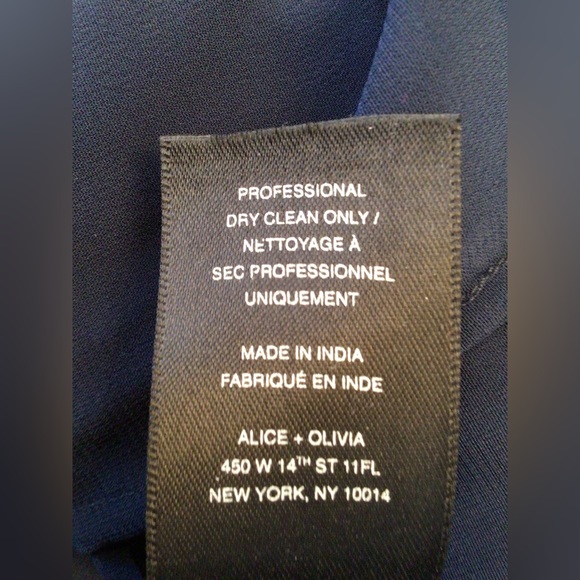 PROFESSIONAL
DRY CLEAN ONLY /
NETTOYAGE À
SEC PROFESSIONNEL
UNIQUEMENT
MADE IN INDIA
FABRIQUÉ EN INDE
ALICE + OLIVIA
450 W 14TH ST 11FL
NEW YORK, NY 10014